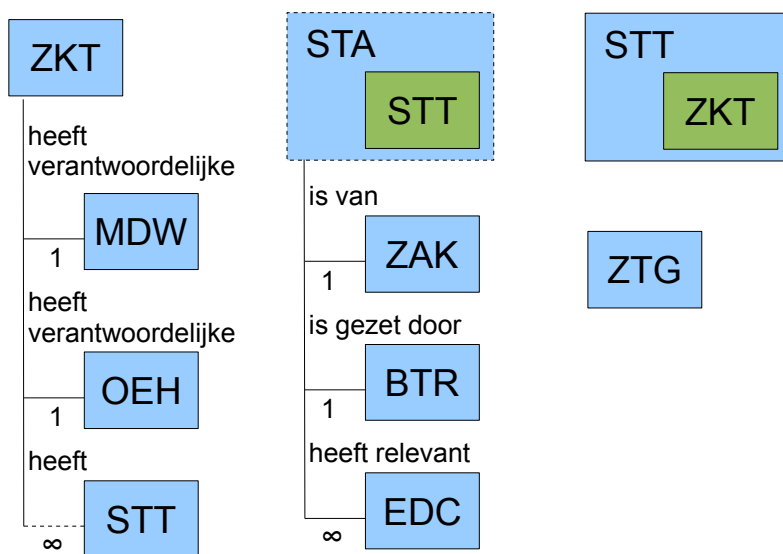 ZKT
heeft
verantwoordelijke
MDW
1
heeft
verantwoordelijke
OEH
1
heeft
STT
∞
STA
STT
is van
ZAK
1
is gezet door
BTR
1
heeft relevant
EDC
∞
STT
ZKT
ZTG